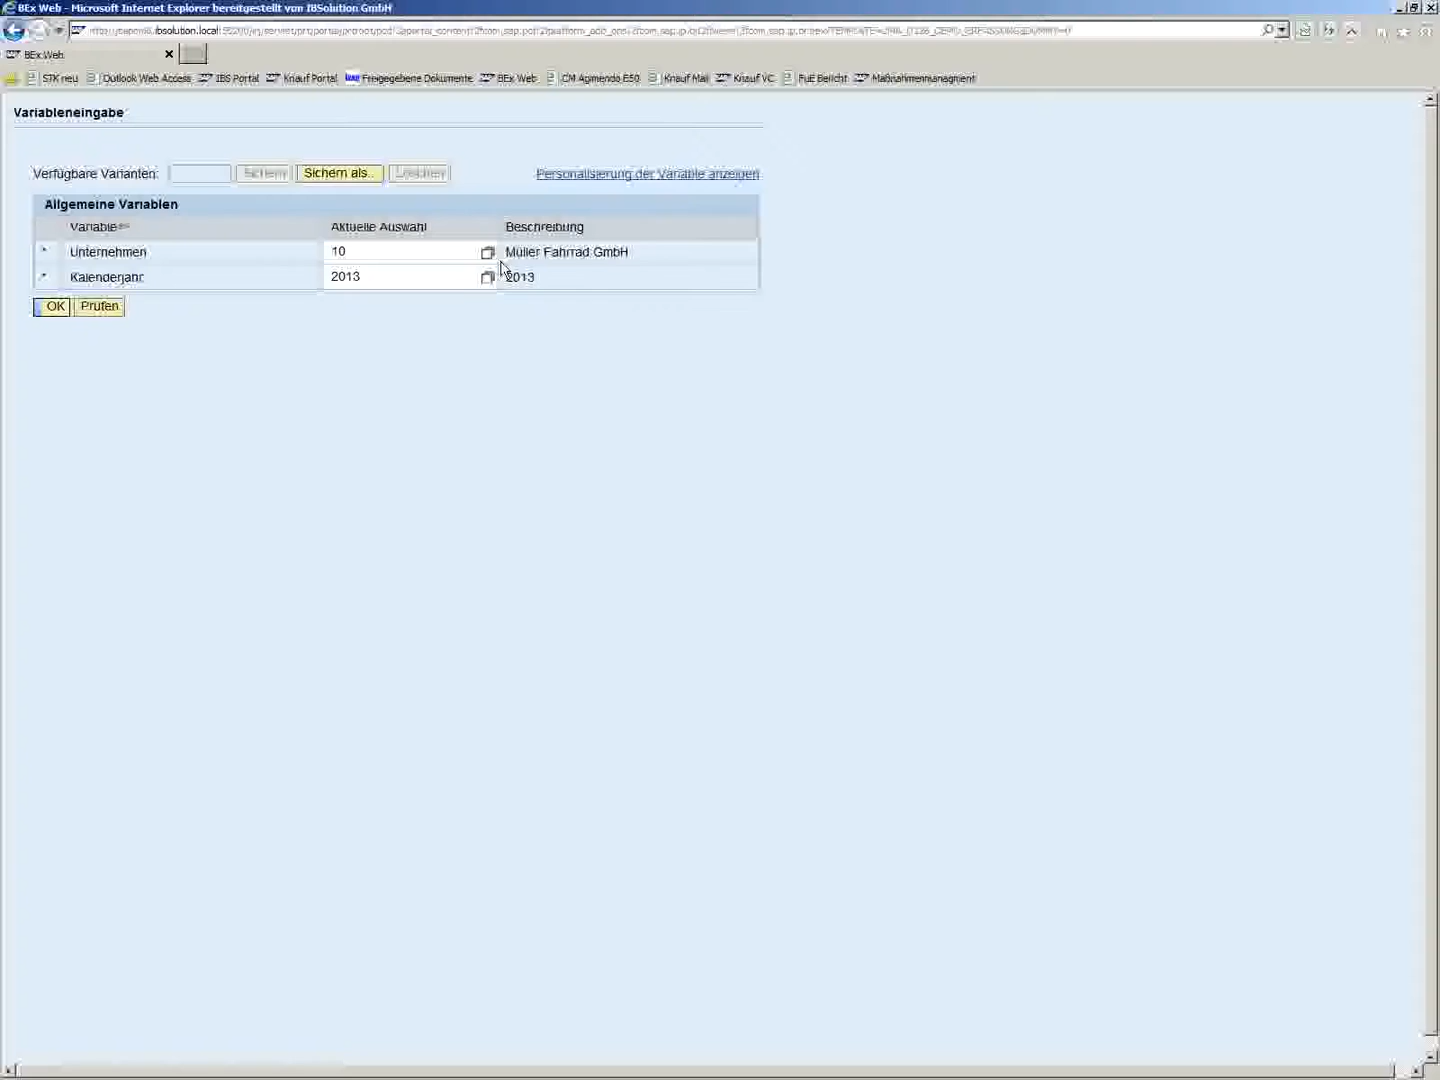 BEx Web - Microsoft Internet Explorer bereitgestellt von IBSolution GmbH
BEx Web
STK neu Outlook Web Access IBS Portal Knauf Portal Freigegebene Dokumente BEx Web CM Agimendo E50 Knauf Mail Knauf VC FuE Bericht Maßnahmenmanagment
Variableneingabe
Verfügbare Varianten: Sichern Sichern als.. Löschen Personalisierung der Variable anzeigen
Allgemeine Variablen
Variable Aktuelle Auswahl Beschreibung
* Unternehmen 10 Müller Fahrrad GmbH
* Kalenderjahr 2013 2013
OK Prüfen